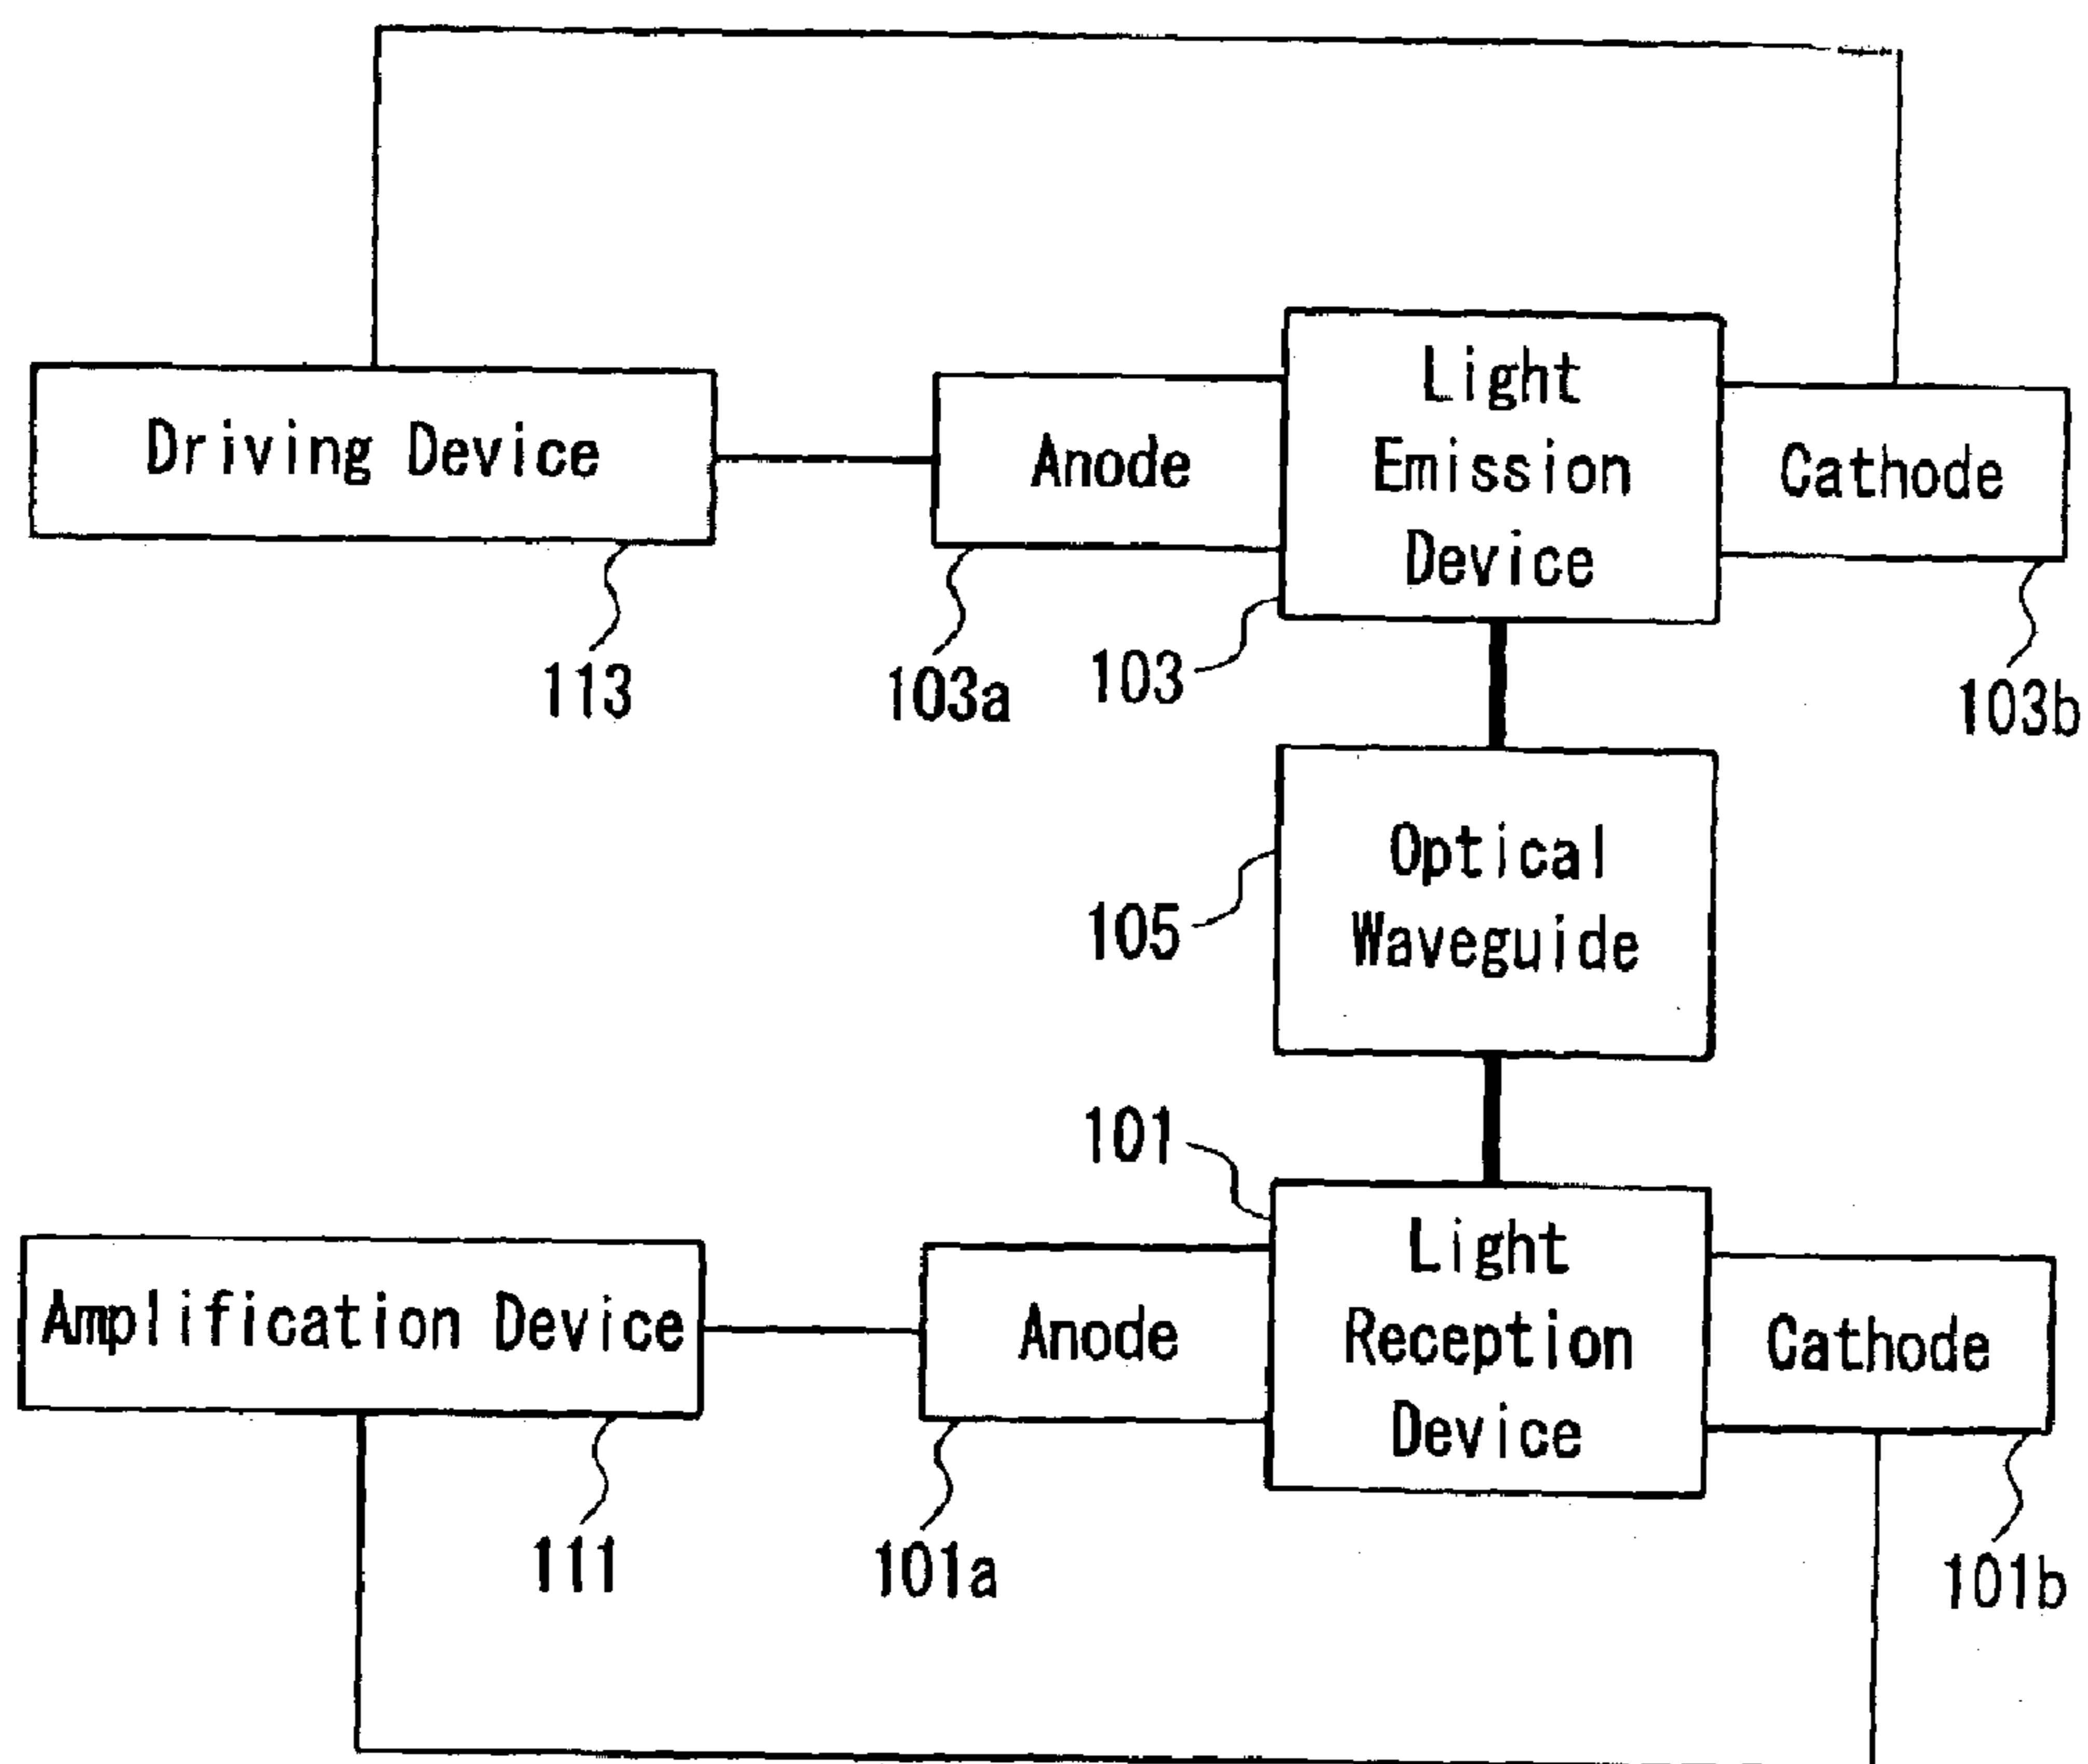 Driving Device
Anode
Light
Emission
Device
Cathode
113
103a
103
103b
Optical
Waveguide
105
101
Amplification Device
Anode
Light
Reception
Device
Cathode
111
101a
101b